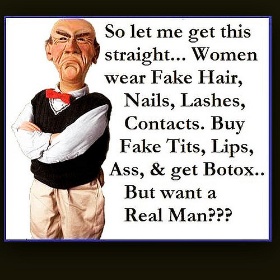 So let me get this
straight... Women
wear Fake Hair,
Nails, Lashes,
Contacts. Buy
Fake Tits, Lips,
Ass, & get Botox..
But want a
Real Man???